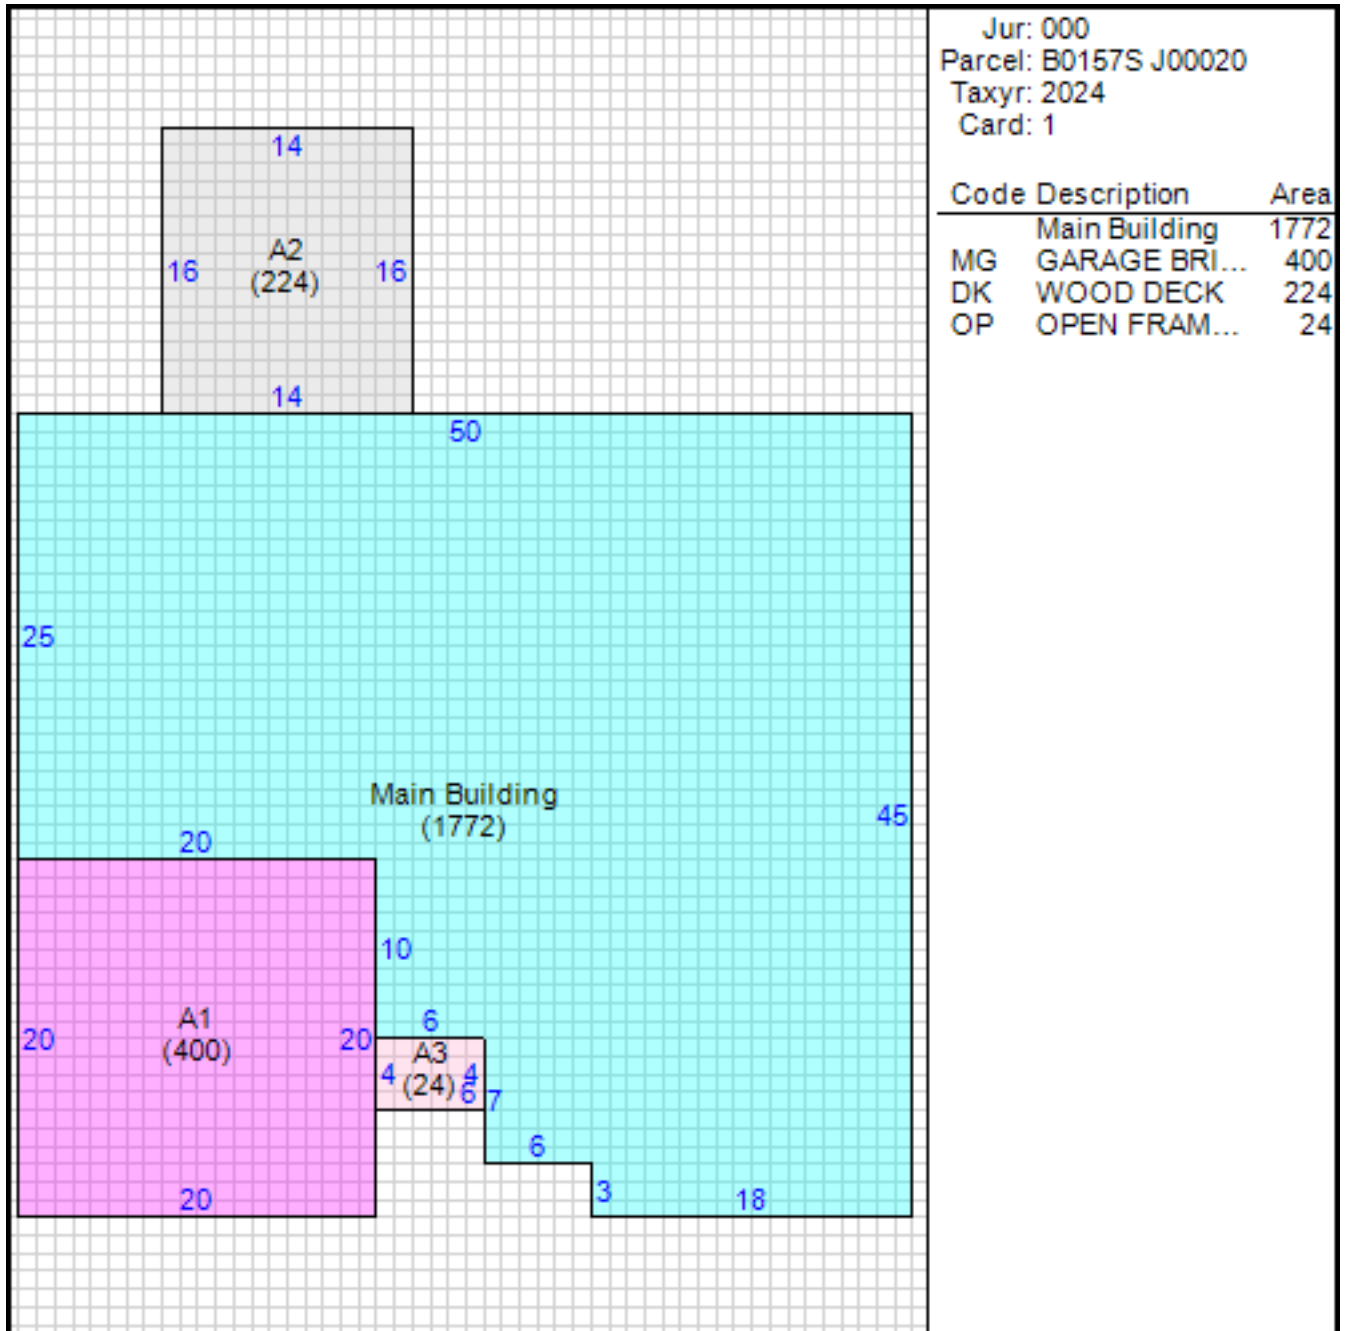 Jur: 000
Parcel: B0157S J00020
Taxyr: 2024
Card: 1
Code Description Area
Main Building 1772
MG GARAGE BRI... 400
DK WOOD DECK 224
OP OPEN FRAM... 24
14
A2
16 (224) 16
14
50
25
Main Building
(1772)
45
20
10
A1
20 (400) 20
6
A3
4 (24) 4
6 7
6
20
3 18